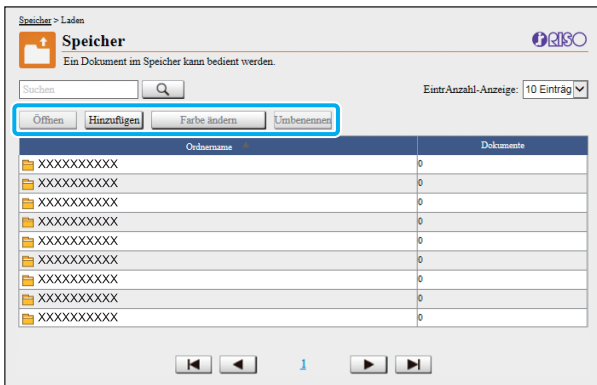 Speicher > Laden
Speicher
RISO
Ein Dokument im Speicher kann bedient werden.
Suchen
EintrAnzahl-Anzeige: 10 Einträg
Öffnen Hinzufügen Farbe ändern Umbenennen
Ordnername Dokumente
XXXXXXXXXX 0
XXXXXXXXXX 0
XXXXXXXXXX 0
XXXXXXXXXX 0
XXXXXXXXXX 0
XXXXXXXXXX 0
XXXXXXXXXX 0
XXXXXXXXXX 0
XXXXXXXXXX 0
1